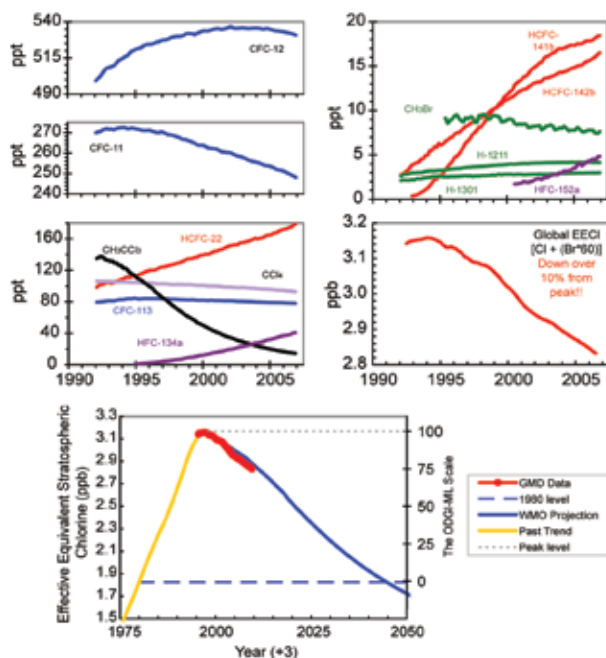 540
515
490
ppt
CFC-12
270
260
250
240
ppt
CFC-11
160
120
80
40
0
ppt
CH3CCl3
HCFC-22
CCl4
CFC-113
HFC-134a
1990
1995
2000
2005
20
15
10
5
0
ppt
HCFC-
141b
HCFC-142b
CH3Br
H-1211
H-1301
HFC-152a
3.2
3.1
3.0
2.9
2.8
ppb
Global EECl
[Cl + (Br*60)]
Down over
10% from
peak!!
1990
1995
2000
2005
Effective Equivalent Stratospheric
Chlorine (ppb)
3.3
3.1
2.9
2.7
2.5
2.3
2.1
1.9
1.7
1.5
100
75
50
25
0
The ODGI-ML Scale
1975
2000
2025
2050
Year (+3)
GMD Data
1980 level
WMO Projection
Past Trend
Peak level